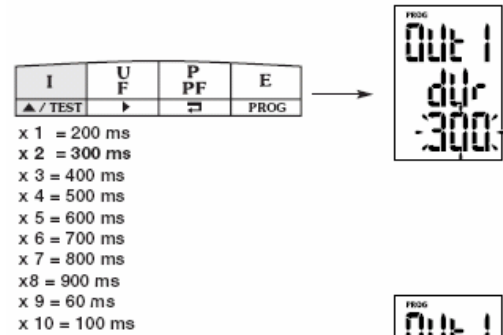 PROG
OUt 1
dUr
300
I U F P PF E
▲ / TEST PROG
x 1 = 200 ms
x 2 = 300 ms
x 3 = 400 ms
x 4 = 500 ms
x 5 = 600 ms
x 6 = 700 ms
x 7 = 800 ms
x8 = 900 ms
x 9 = 60 ms
x 10 = 100 ms
PROG
OUt 1